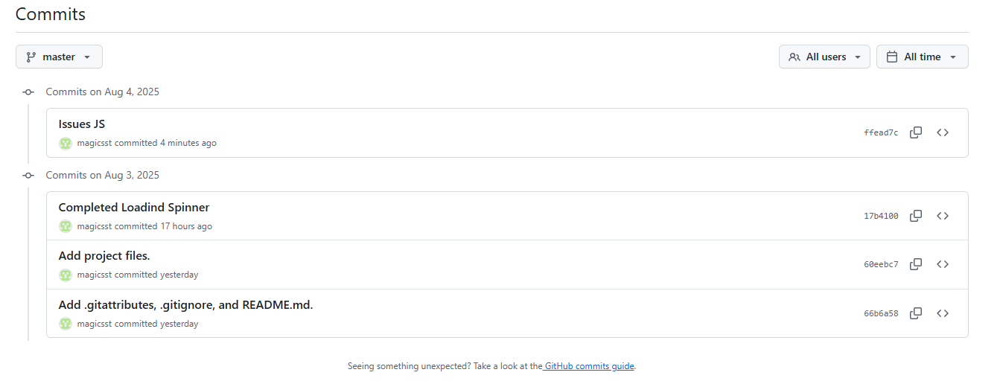 Commits
master
All users
All time
Commits on Aug 4, 2025
Issues JS
magicsst committed 4 minutes ago
ffead7c
Commits on Aug 3, 2025
Completed Loadind Spinner
magicsst committed 17 hours ago
17b4100
Add project files.
magicsst committed yesterday
60eebc7
Add .gitattributes, .gitignore, and README.md.
magicsst committed yesterday
66b6a58
Seeing something unexpected? Take a look at the GitHub commits guide.